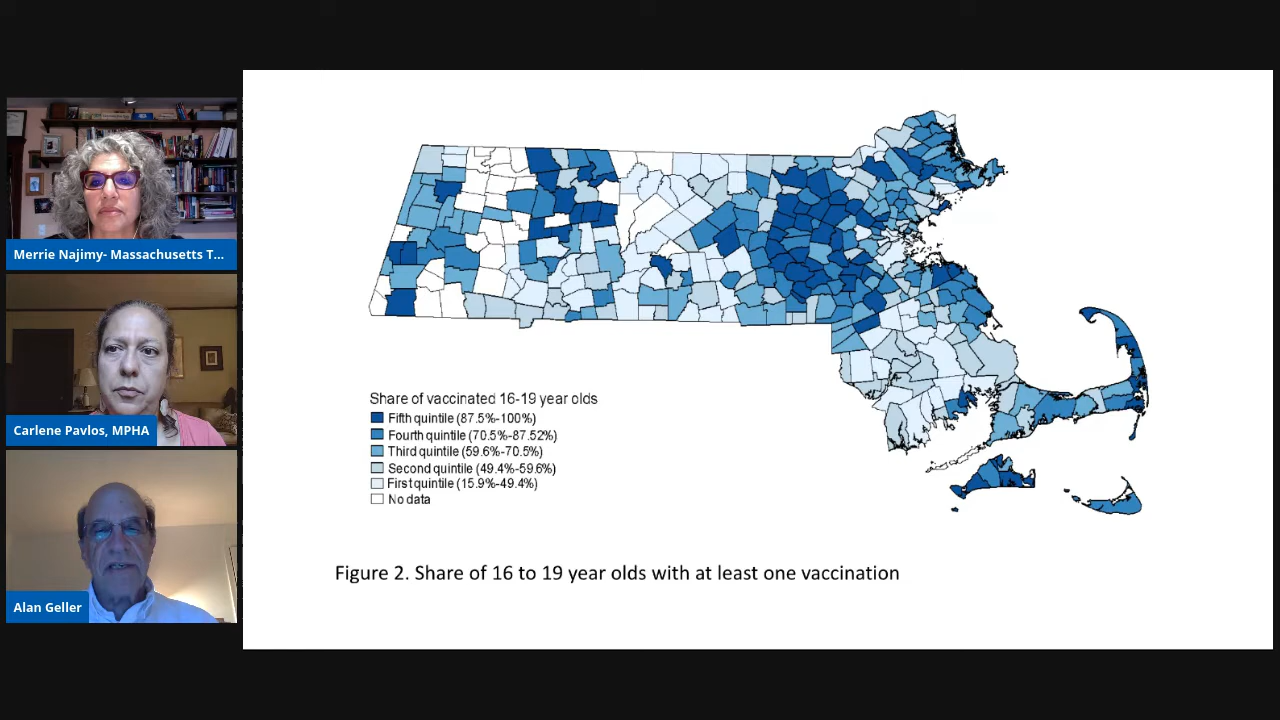 Merrie Najimy- Massachusetts T...
Carlene Pavlos, MPHA
Alan Geller
Share of vaccinated 16-19 year olds
Fifth quintile (87.5%-100%)
Fourth quintile (70.5%-87.52%)
Third quintile (59.6%-70.5%)
Second quintile (49.4%-59.6%)
First quintile (15.9%-49.4%)
No data
Figure 2. Share of 16 to 19 year olds with at least one vaccination